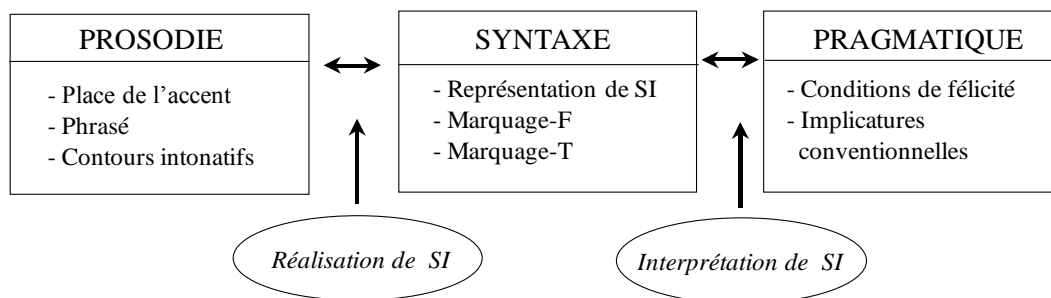 PROSODIE
- Place de l’accent
- Phrasé
- Contours intonatifs
SYNTAXE
- Représentation de SI
- Marquage-F
- Marquage-T
PRAGMATIQUE
- Conditions de félicité
- Implicatures
conventionnelles
Réalisation de SI
Interprétation de SI